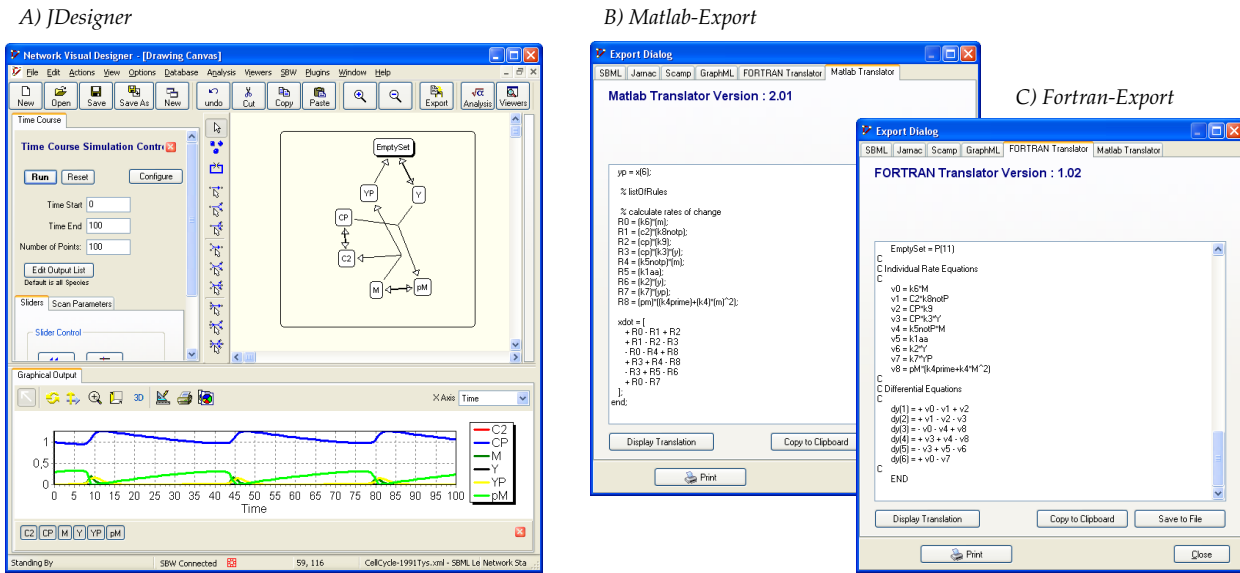 A) JDesigner
Network Visual Designer - [Drawing Canvas]
File Edit Actions View Options Database Analysis Viewers SBW Plugins Window Help
New Open Save Save As New undo Cut Copy Paste Export Analysis Viewers
Time Course
Time Course Simulation Contr
Run Reset Configure
Time Start 0
Time End 100
Number of Points: 100
Edit Output List
Default is all Species
Sliders Scan Parameters
Slider Control
EmptySet
YP
Y
CP
C2
M
pM
Graphical Output
3D
X Axis Time
1
0,5
0
0 5 10 15 20 25 30 35 40 45 50 55 60 65 70 75 80 85 90 95 100
Time
C2
CP
M
Y
YP
pM
C2 CP M Y YP pM
Standing By SBW Connected 59, 116 CellCycle-1991Tys.xml - SBML Le Network Sta
B) Matlab-Export
Export Dialog
SBML Jarnac Scamp GraphML FORTRAN Translator Matlab Translator
Matlab Translator Version : 2.01
yp = x(6);
% listOfRules
% calculate rates of change
R0 = (k6)*(m);
R1 = (c2)*(k8notp);
R2 = (cp)*(k9);
R3 = (cp)*(k3)*(y);
R4 = (k5notp)*(m);
R5 = (k1aa);
R6 = (k2)*(y);
R7 = (k7)*(yp);
R8 = (pm)*((k4prime)+(k4)*(m)^2);
xdot = [
+ R0 - R1 + R2
+ R1 - R2 - R3
- R0 - R4 + R8
+ R3 + R4 - R8
- R3 + R5 - R6
+ R0 - R7
];
end;
Display Translation Copy to Clipboard
Print
C) Fortran-Export
Export Dialog
SBML Jarnac Scamp GraphML FORTRAN Translator Matlab Translator
FORTRAN Translator Version : 1.02
EmptySet = P(11)
C
C Individual Rate Equations
C
v0 = k6*M
v1 = C2*k8notP
v2 = CP*k9
v3 = CP*k3*Y
v4 = k5notP*M
v5 = k1aa
v6 = k2*Y
v7 = k7*YP
v8 = pM*(k4prime+k4*M^2)
C
C Differential Equations
C
dy(1) = + v0 - v1 + v2
dy(2) = + v1 - v2 - v3
dy(3) = - v0 - v4 + v8
dy(4) = + v3 + v4 - v8
dy(5) = - v3 + v5 - v6
dy(6) = + v0 - v7
C
END
Display Translation Copy to Clipboard Save to File
Print Close